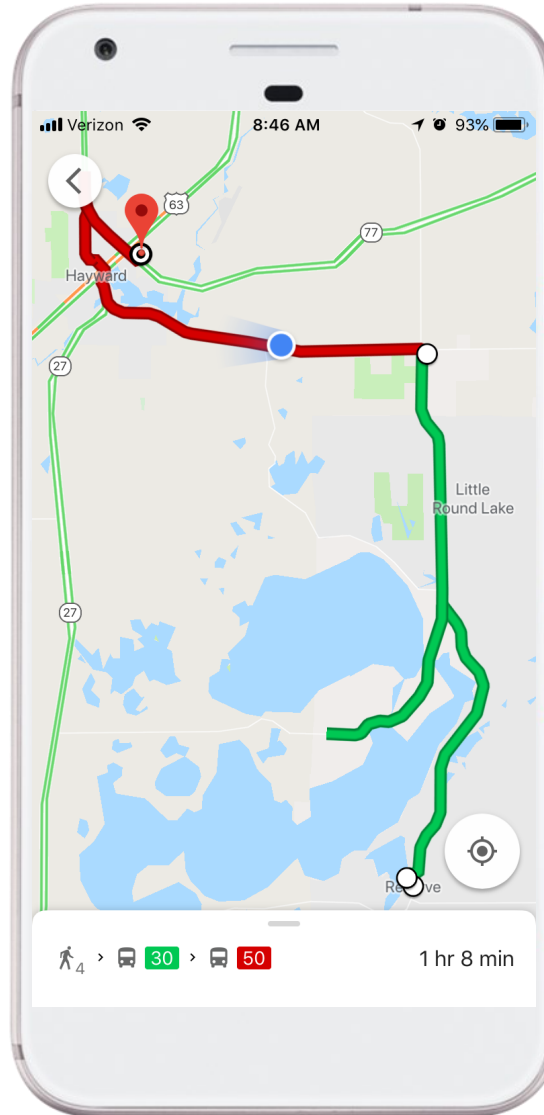 Verizon 8:46 AM 93%
63
77
Hayward
27
Little
Round Lake
27
4 > 30 > 50 1 hr 8 min